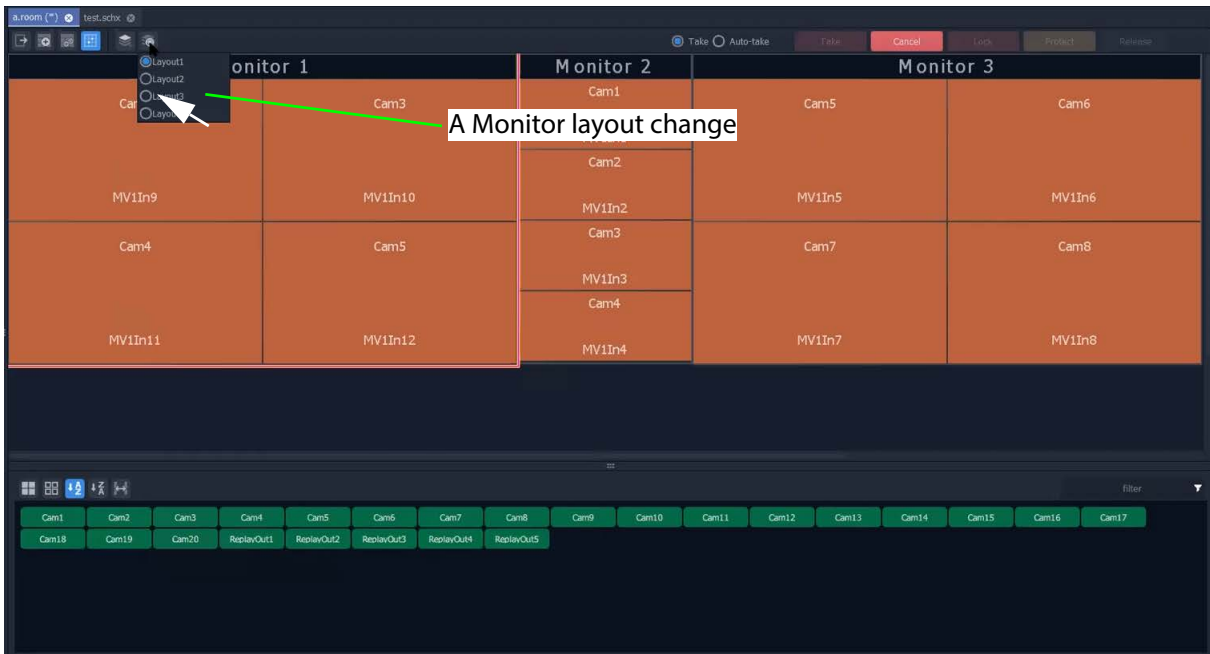 a.room (*) test.schx
Take Auto-take Take Cancel Lock Protect Release
Layout1
Layout2
Layout3
Monitor 2 Monitor 3
Cam3 Cam1 Cam5 Cam6
A Monitor layout change
Cam2
MV1In9 MV1In10 MV1In2 MV1In5 MV1In6
Cam4 Cam5 Cam3 Cam7 Cam8
MV1In3
Cam4
MV1In11 MV1In12 MV1In4 MV1In7 MV1In8
filter
Cam1 Cam2 Cam3 Cam4 Cam5 Cam6 Cam7 Cam8 Cam9 Cam10 Cam11 Cam12 Cam13 Cam14 Cam15 Cam16 Cam17
Cam18 Cam19 Cam20 ReplayOut1 ReplayOut2 ReplayOut3 ReplayOut4 ReplayOut5